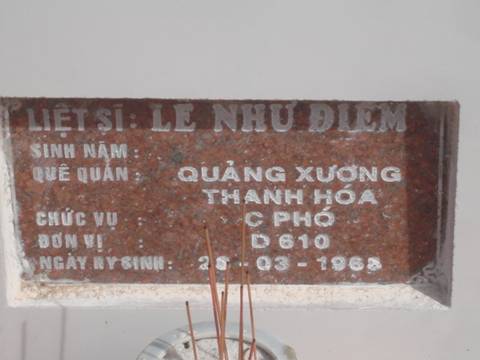 LIỆT SĨ: LÊ NHƯ ĐIỂM
SINH NĂM:
QUÊ QUÁN : QUẢNG XƯƠNG
THANH HÓA
CHỨC VỤ : C PHÓ
ĐƠN VỊ : D 610
NGÀY HY SINH: -03-1968